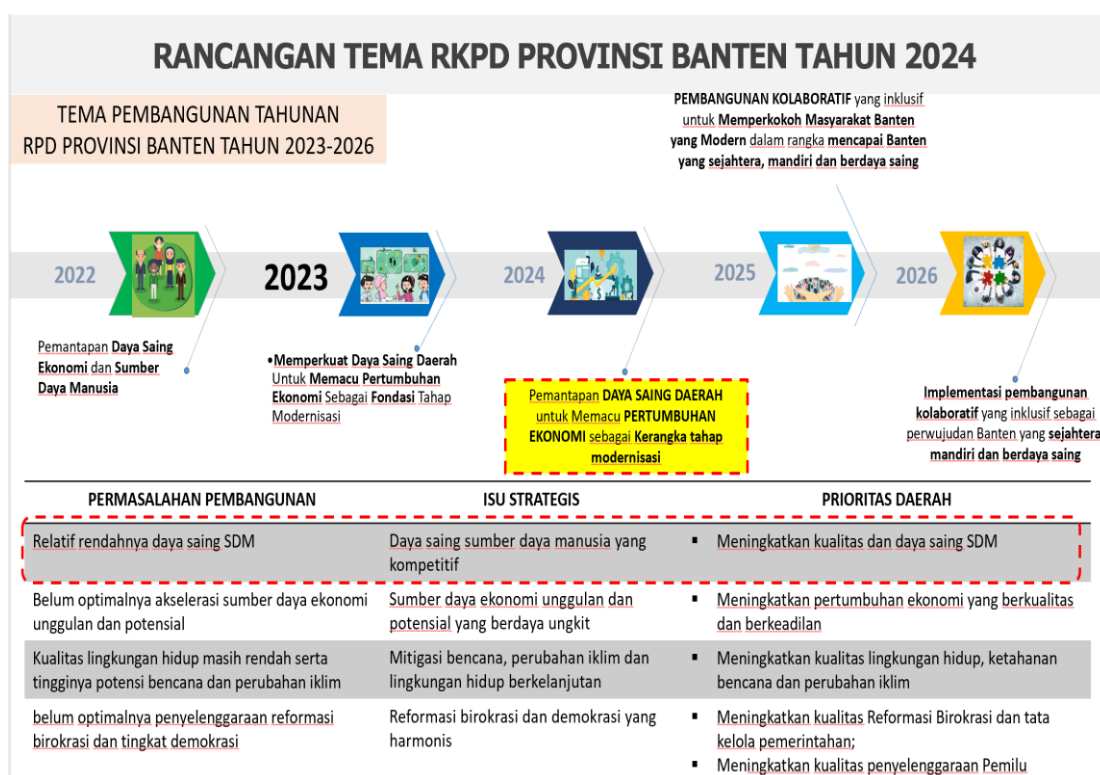 RANCANGAN TEMA RKPD PROVINSI BANTEN TAHUN 2024
TEMA PEMBANGUNAN TAHUNAN
RPD PROVINSI BANTEN TAHUN 2023-2026
PEMBANGUNAN KOLABORATIF yang inklusif
untuk Memperkokoh Masyarakat Banten
yang Modern dalam rangka mencapai Banten
yang sejahtera, mandiri dan berdaya saing
2022
2023
2024
2025
2026
Pemantapan Daya Saing
Ekonomi dan Sumber
Daya Manusia
•Memperkuat Daya Saing Daerah
Untuk Memacu Pertumbuhan
Ekonomi Sebagai Fondasi Tahap
Modernisasi
Pemantapan DAYA SAING DAERAH
untuk Memacu PERTUMBUHAN
EKONOMI sebagai Kerangka tahap
modernisasi
Implementasi pembangunan
kolaboratif yang inklusif sebagai
perwujudan Banten yang sejahtera
mandiri dan berdaya saing
PERMASALAHAN PEMBANGUNAN
ISU STRATEGIS
PRIORITAS DAERAH
Relatif rendahnya daya saing SDM
Daya saing sumber daya manusia yang
kompetitif
▪ Meningkatkan kualitas dan daya saing SDM
Belum optimalnya akselerasi sumber daya ekonomi
unggulan dan potensial
Sumber daya ekonomi unggulan dan
potensial yang berdaya ungkit
▪ Meningkatkan pertumbuhan ekonomi yang berkualitas
dan berkeadilan
Kualitas lingkungan hidup masih rendah serta
tingginya potensi bencana dan perubahan iklim
Mitigasi bencana, perubahan iklim dan
lingkungan hidup berkelanjutan
▪ Meningkatkan kualitas lingkungan hidup, ketahanan
bencana dan perubahan iklim
belum optimalnya penyelenggaraan reformasi
birokrasi dan tingkat demokrasi
Reformasi birokrasi dan demokrasi yang
harmonis
▪ Meningkatkan kualitas Reformasi Birokrasi dan tata
kelola pemerintahan;
▪ Meningkatkan kualitas penyelenggaraan Pemilu